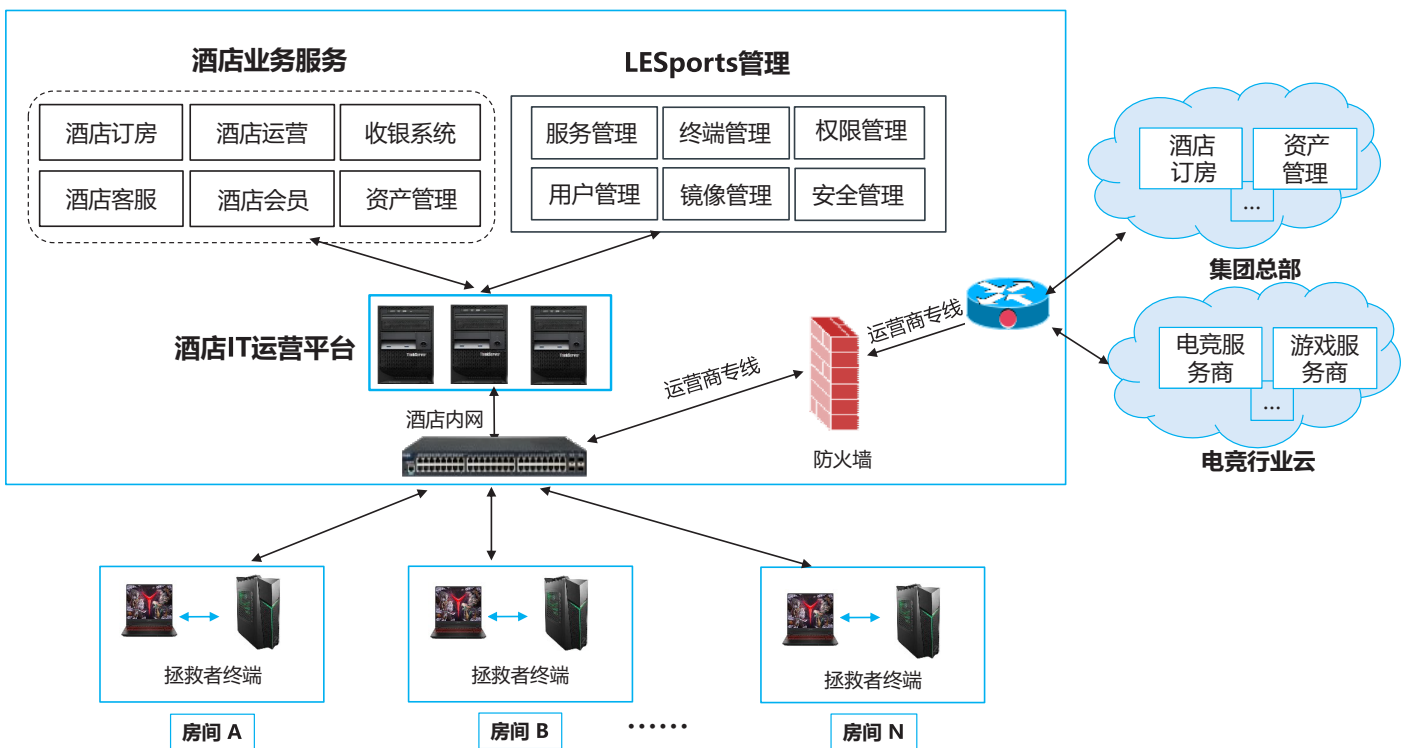 酒店业务服务
LESports管理
酒店订房
酒店运营
收银系统
酒店客服
酒店会员
资产管理
服务管理
终端管理
权限管理
用户管理
镜像管理
安全管理
酒店
订房
资产
管理
...
集团总部
酒店IT运营平台
运营商专线
运营商专线
电竞服
务商
游戏服
务商
...
电竞行业云
酒店内网
防火墙
拯救者终端
拯救者终端
拯救者终端
房间 A
房间 B
······
房间 N